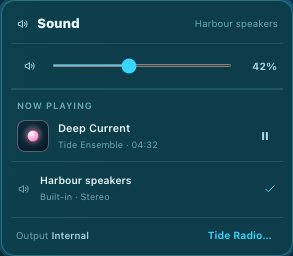 Sound
Harbour speakers
42%
NOW PLAYING
Deep Current
Tide Ensemble · 04:32
Harbour speakers
Built-in · Stereo
Output Internal
Tide Radio...